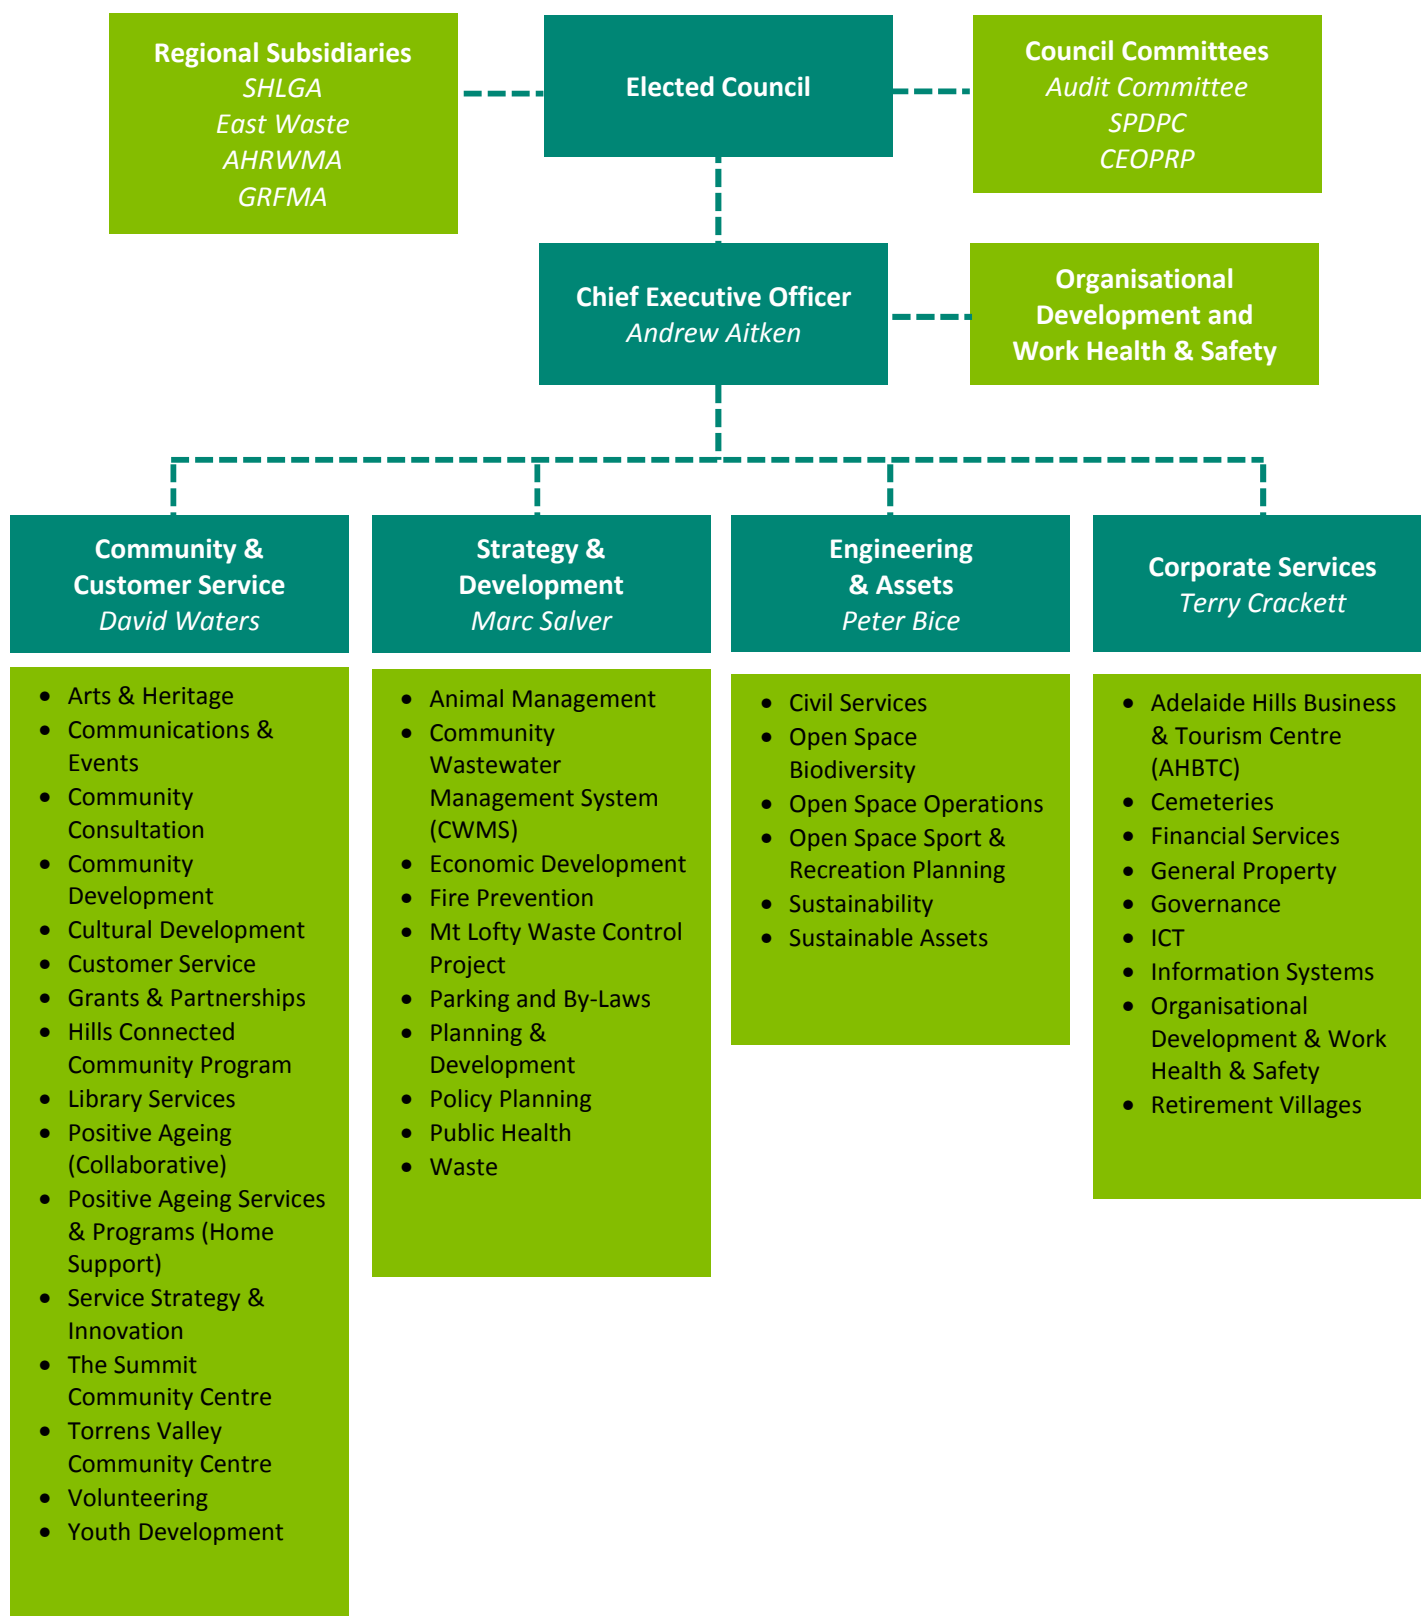 Regional Subsidiaries
SHLGA
East Waste
AHRWMA
GRFMA
Elected Council
Council Committees
Audit Committee
SPDPC
CEOPRP
Chief Executive Officer
Andrew Aitken
Organisational
Development and
Work Health & Safety
Community &
Customer Service
David Waters
Strategy &
Development
Marc Salver
Engineering
& Assets
Peter Bice
Corporate Services
Terry Crackett
• Arts & Heritage
• Communications &
Events
• Community
Consultation
• Community
Development
• Cultural Development
• Customer Service
• Grants & Partnerships
• Hills Connected
Community Program
• Library Services
• Positive Ageing
(Collaborative)
• Positive Ageing Services
& Programs (Home
Support)
• Service Strategy &
Innovation
• The Summit
Community Centre
• Torrens Valley
Community Centre
• Volunteering
• Youth Development
• Animal Management
• Community
Wastewater
Management System
(CWMS)
• Economic Development
• Fire Prevention
• Mt Lofty Waste Control
Project
• Parking and By-Laws
• Planning &
Development
• Policy Planning
• Public Health
• Waste
• Civil Services
• Open Space
Biodiversity
• Open Space Operations
• Open Space Sport &
Recreation Planning
• Sustainability
• Sustainable Assets
• Adelaide Hills Business
& Tourism Centre
(AHBTC)
• Cemeteries
• Financial Services
• General Property
• Governance
• ICT
• Information Systems
• Organisational
Development & Work
Health & Safety
• Retirement Villages